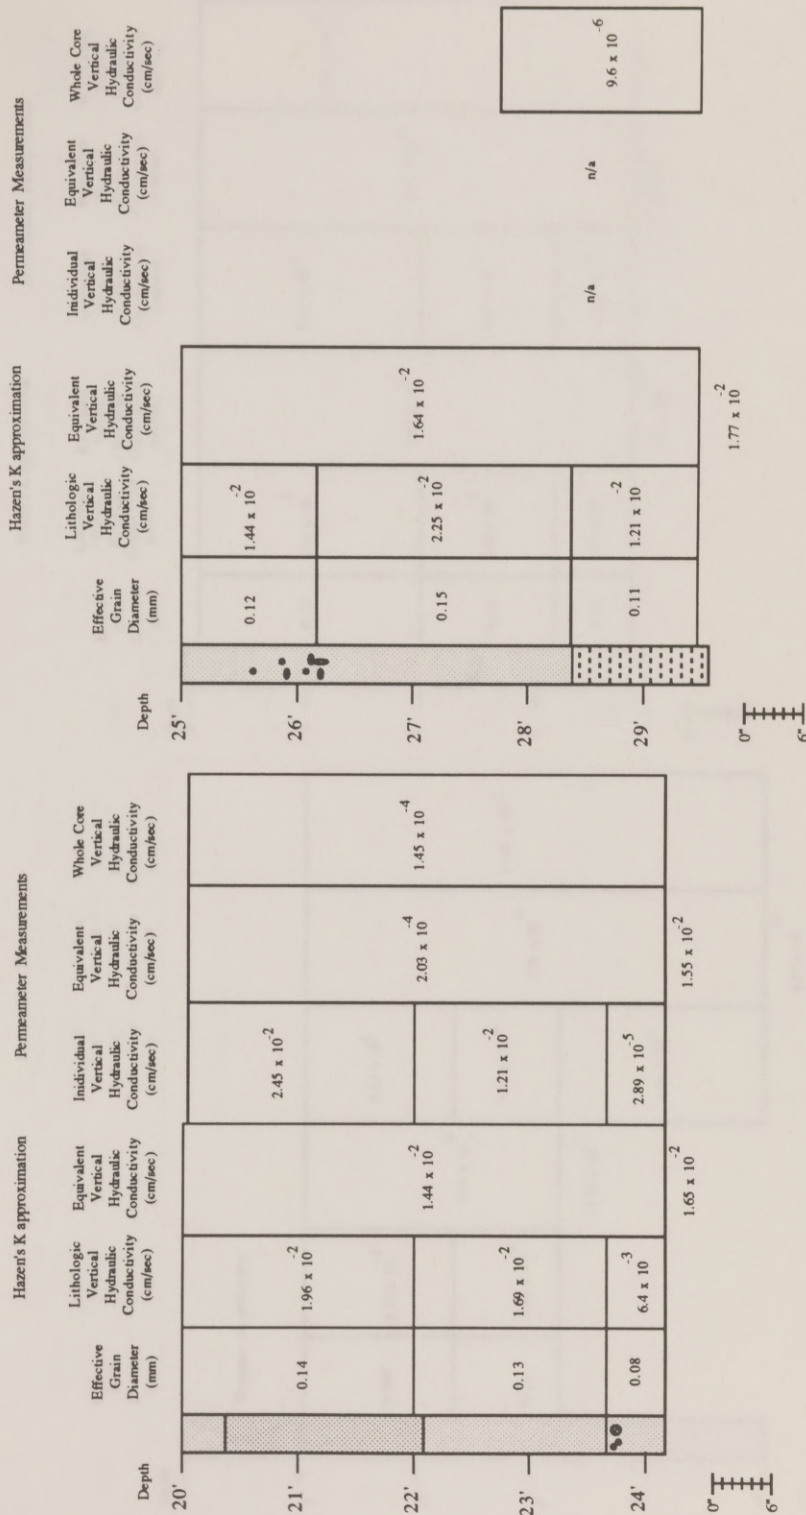 Hazen's K approximation
Permeameter Measurements
Depth
Effective
Grain
Diameter
(mm)
Lithologic
Vertical
Hydraulic
Conductivity
(cm/sec)
Equivalent
Vertical
Hydraulic
Conductivity
(cm/sec)
Inidividual
Vertical
Hydraulic
Conductivity
(cm/sec)
Equivalent
Vertical
Hydraulic
Conductivity
(cm/sec)
Whole Core
Vertical
Hydraulic
Conductivity
(cm/sec)
20'
21'
22'
23'
24'
0.14
0.13
0.08
1.96 x 10 -2
1.69 x 10 -2
6.4 x 10 -3
1.44 x 10 -2
2.45 x 10 -2
1.21 x 10 -2
2.89 x 10 -5
2.03 x 10 -4
1.45 x 10 -4
1.65 x 10 -2
1.55 x 10 -2
0"
6"
Hazen's K approximation
Permeameter Measurements
Depth
Effective
Grain
Diameter
(mm)
Lithologic
Vertical
Hydraulic
Conductivity
(cm/sec)
Equivalent
Vertical
Hydraulic
Conductivity
(cm/sec)
Inidividual
Vertical
Hydraulic
Conductivity
(cm/sec)
Equivalent
Vertical
Hydraulic
Conductivity
(cm/sec)
Whole Core
Vertical
Hydraulic
Conductivity
(cm/sec)
25'
26'
27'
28'
29'
0.12
0.15
0.11
1.44 x 10 -2
2.25 x 10 -2
1.21 x 10 -2
1.64 x 10 -2
n/a
n/a
9.6 x 10 -6
1.77 x 10 -2
0"
6"